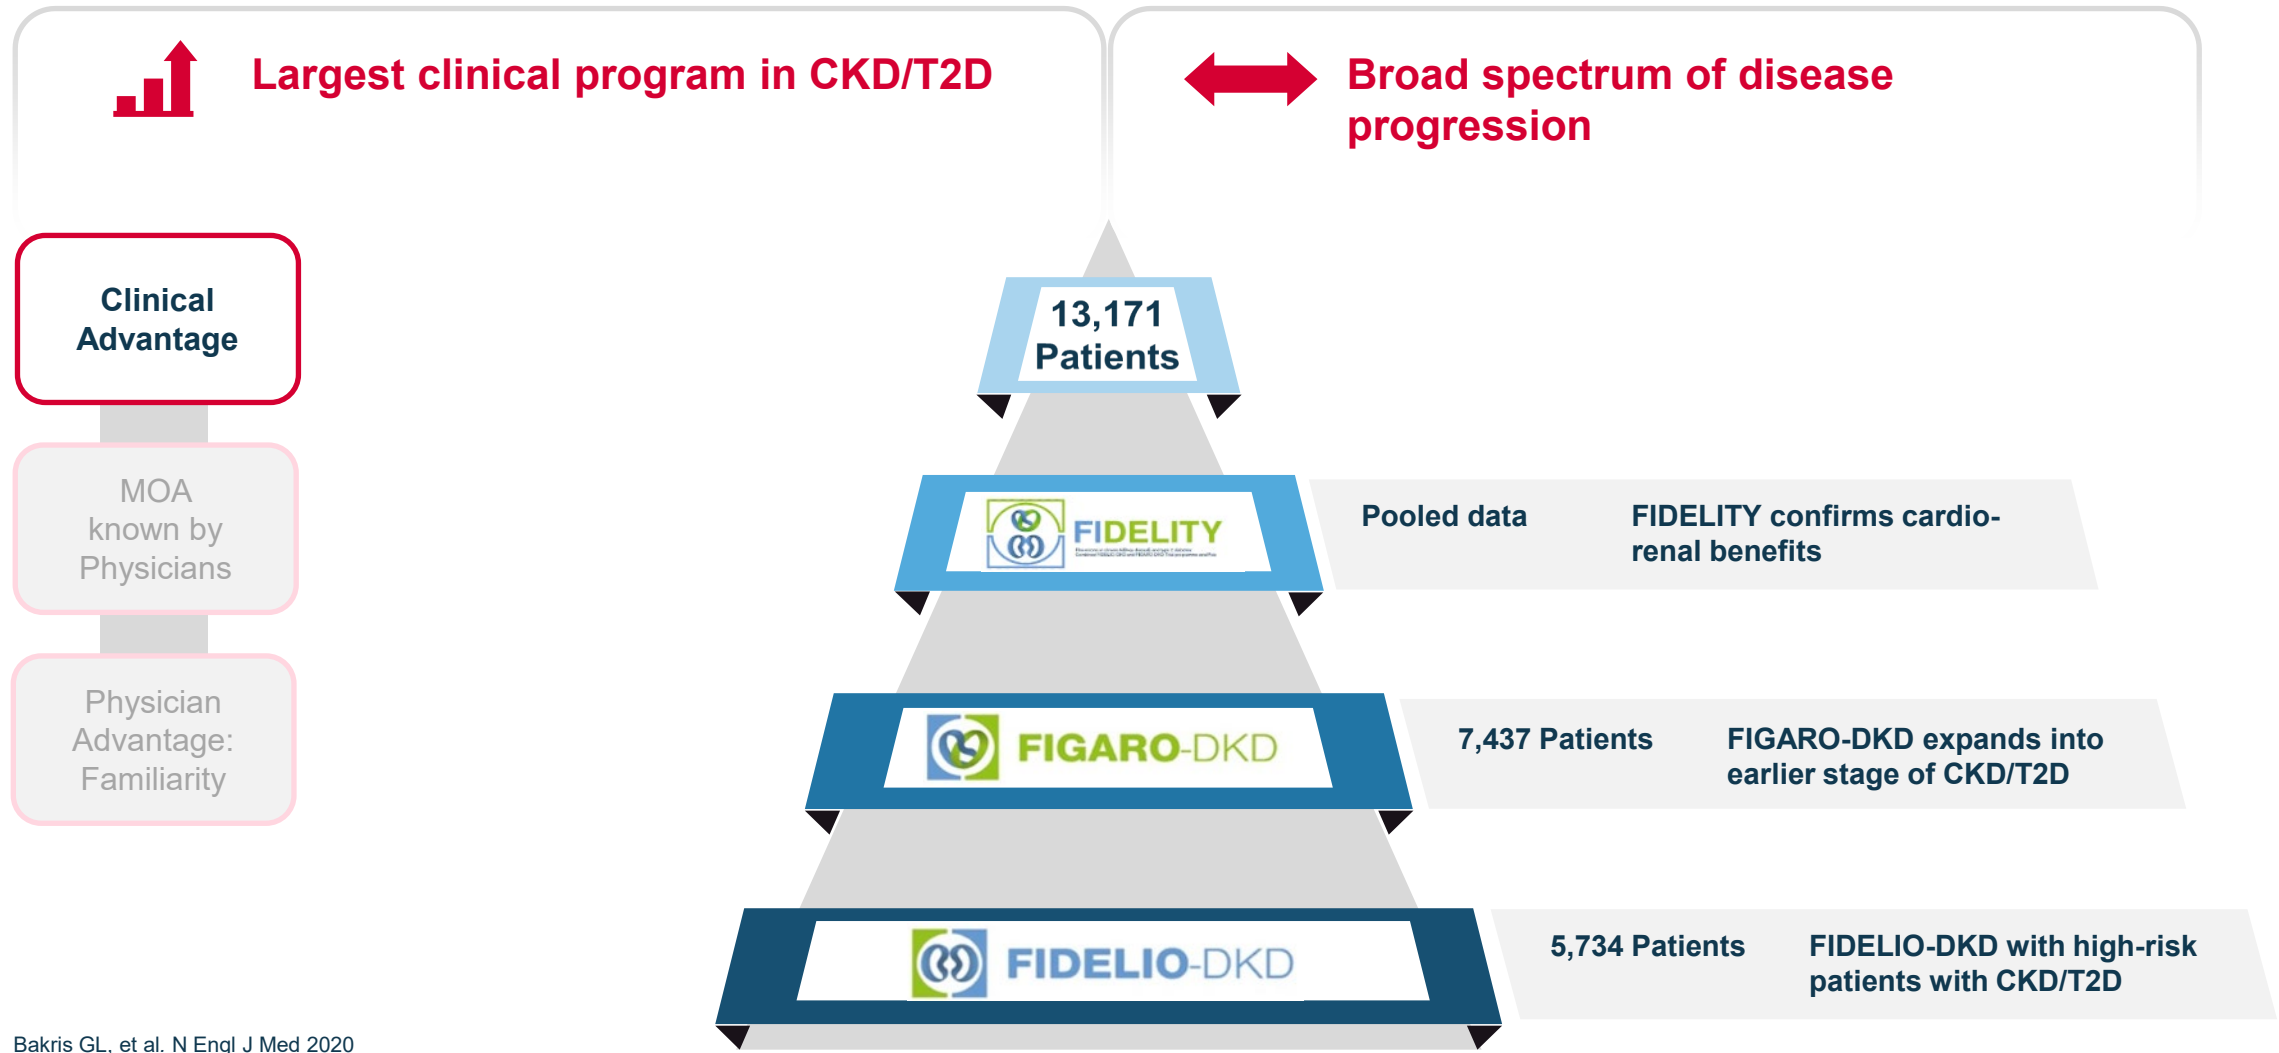 Largest clinical program in CKD/T2D
Broad spectrum of disease
progression
Clinical
Advantage
MOA
known by
Physicians
Physician
Advantage:
Familiarity
13,171
Patients
FIDELITY
Pooled data
FIDELITY confirms cardio-
renal benefits
FIGARO-DKD
7,437 Patients
FIGARO-DKD expands into
earlier stage of CKD/T2D
FIDELIO-DKD
5,734 Patients
FIDELIO-DKD with high-risk
patients with CKD/T2D
Bakris GL, et al. N Engl J Med 2020